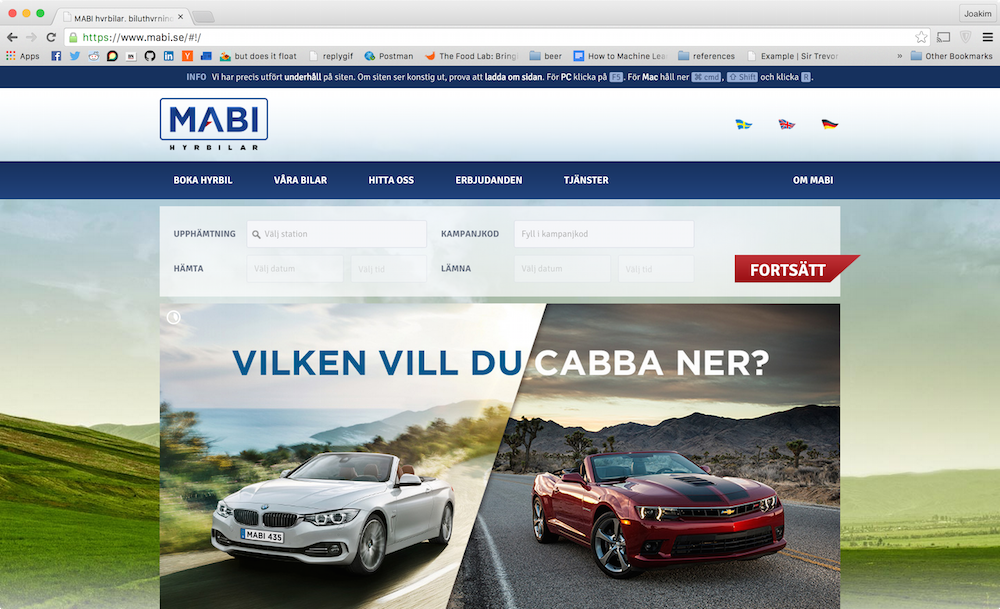 MABI hyrbilar, biluthyrning
Joakim
https://www.mabi.se/#!/
Apps
but does it float
replygif
Postman
The Food Lab: Bring
beer
How to Machine Lea
references
Example | Sir Trevor
»
Other Bookmarks
INFO Vi har precis utfört underhåll på siten. Om siten ser konstig ut, prova att ladda om sidan. För PC klicka på F5. För Mac håll ner ⌘ cmd, ⇧ Shift och klicka R.
MABI
HYRBILAR
BOKA HYRBIL VÅRA BILAR HITTA OSS ERBJUDANDEN TJÄNSTER OM MABI
UPPHÄMTNING Välj station KAMPANJKOD Fyll i kampanjkod
HÄMTA Välj datum Välj tid LÄMNA Välj datum Välj tid
FORTSÄTT
VILKEN VILL DU CABBA NER?
MABI 435